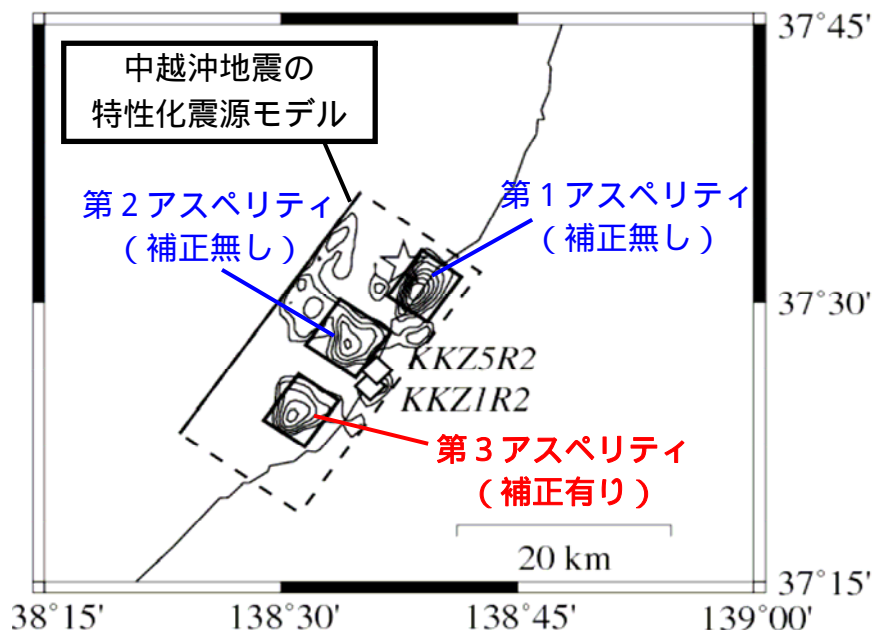 37°45'
中越沖地震の
特性化震源モデル
第２アスペリティ
（補正無し）
第１アスペリティ
（補正無し）
37°30'
KKZ5R2
KKZ1R2
第３アスペリティ
（補正有り）
20 km
37°15'
38°15'
138°30'
138°45'
139°00'